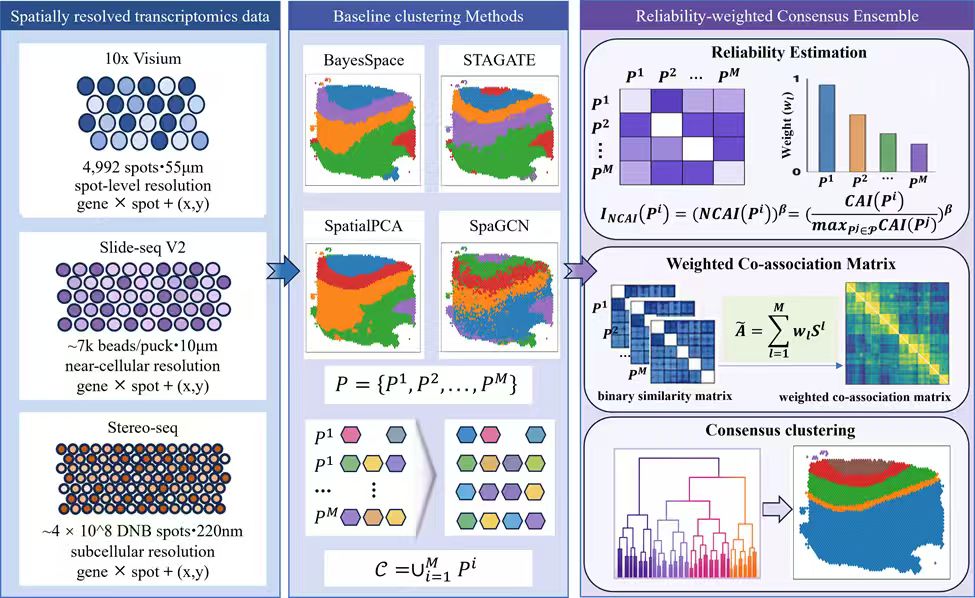 Spatially resolved transcriptomics data
10x Visium
4,992 spots•55μm
spot-level resolution
gene × spot + (x,y)
Slide-seq V2
~7k beads/puck•10μm
near-cellular resolution
gene × spot + (x,y)
Stereo-seq
~4 × 10^8 DNB spots•220nm
subcellular resolution
gene × spot + (x,y)
Baseline clustering Methods
BayesSpace
STAGATE
SpatialPCA
SpaGCN
P = {P¹, P², . . . , Pᴹ}
P¹
P¹
...
⋮
Pᴹ
𝒞 =∪ᵢ₌₁ᴹ Pⁱ
Reliability-weighted Consensus Ensemble
Reliability Estimation
P¹ P² ... Pᴹ
P¹
P²
⋮
Pᴹ
Weight (wₗ)
1
0
P¹ P² ... Pᴹ
I_NCAI(Pⁱ) = (NCAI(Pⁱ))^β= (CAI(Pⁱ) / max_{Pʲ∈𝒫}CAI(Pʲ))^β
Weighted Co-association Matrix
P¹
P²
...
Pᴹ
Ã = ∑ₗ₌₁ᴹ wₗSˡ
binary similarity matrix
weighted co-association matrix
Consensus clustering